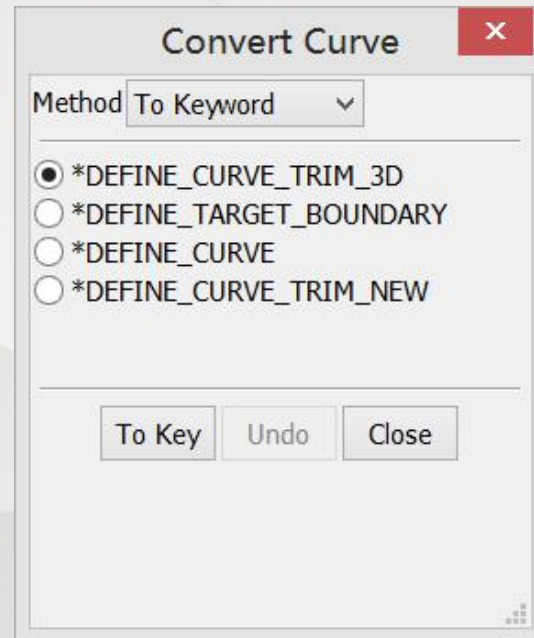 Convert Curve
Method To Keyword
*DEFINE_CURVE_TRIM_3D
*DEFINE_TARGET_BOUNDARY
*DEFINE_CURVE
*DEFINE_CURVE_TRIM_NEW
To Key Undo Close